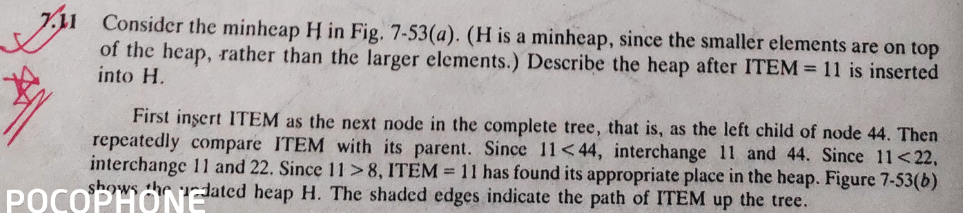 7.11 Consider the minheap H in Fig. 7-53(a). (H is a minheap, since the smaller elements are on top
of the heap, rather than the larger elements.) Describe the heap after ITEM = 11 is inserted
into H.
First insert ITEM as the next node in the complete tree, that is, as the left child of node 44. Then
repeatedly compare ITEM with its parent. Since 11 < 44, interchange 11 and 44. Since 11 < 22,
interchange 11 and 22. Since 11 > 8, ITEM = 11 has found its appropriate place in the heap. Figure 7-53(b)
shows the updated heap H. The shaded edges indicate the path of ITEM up the tree.
POCOPHONE